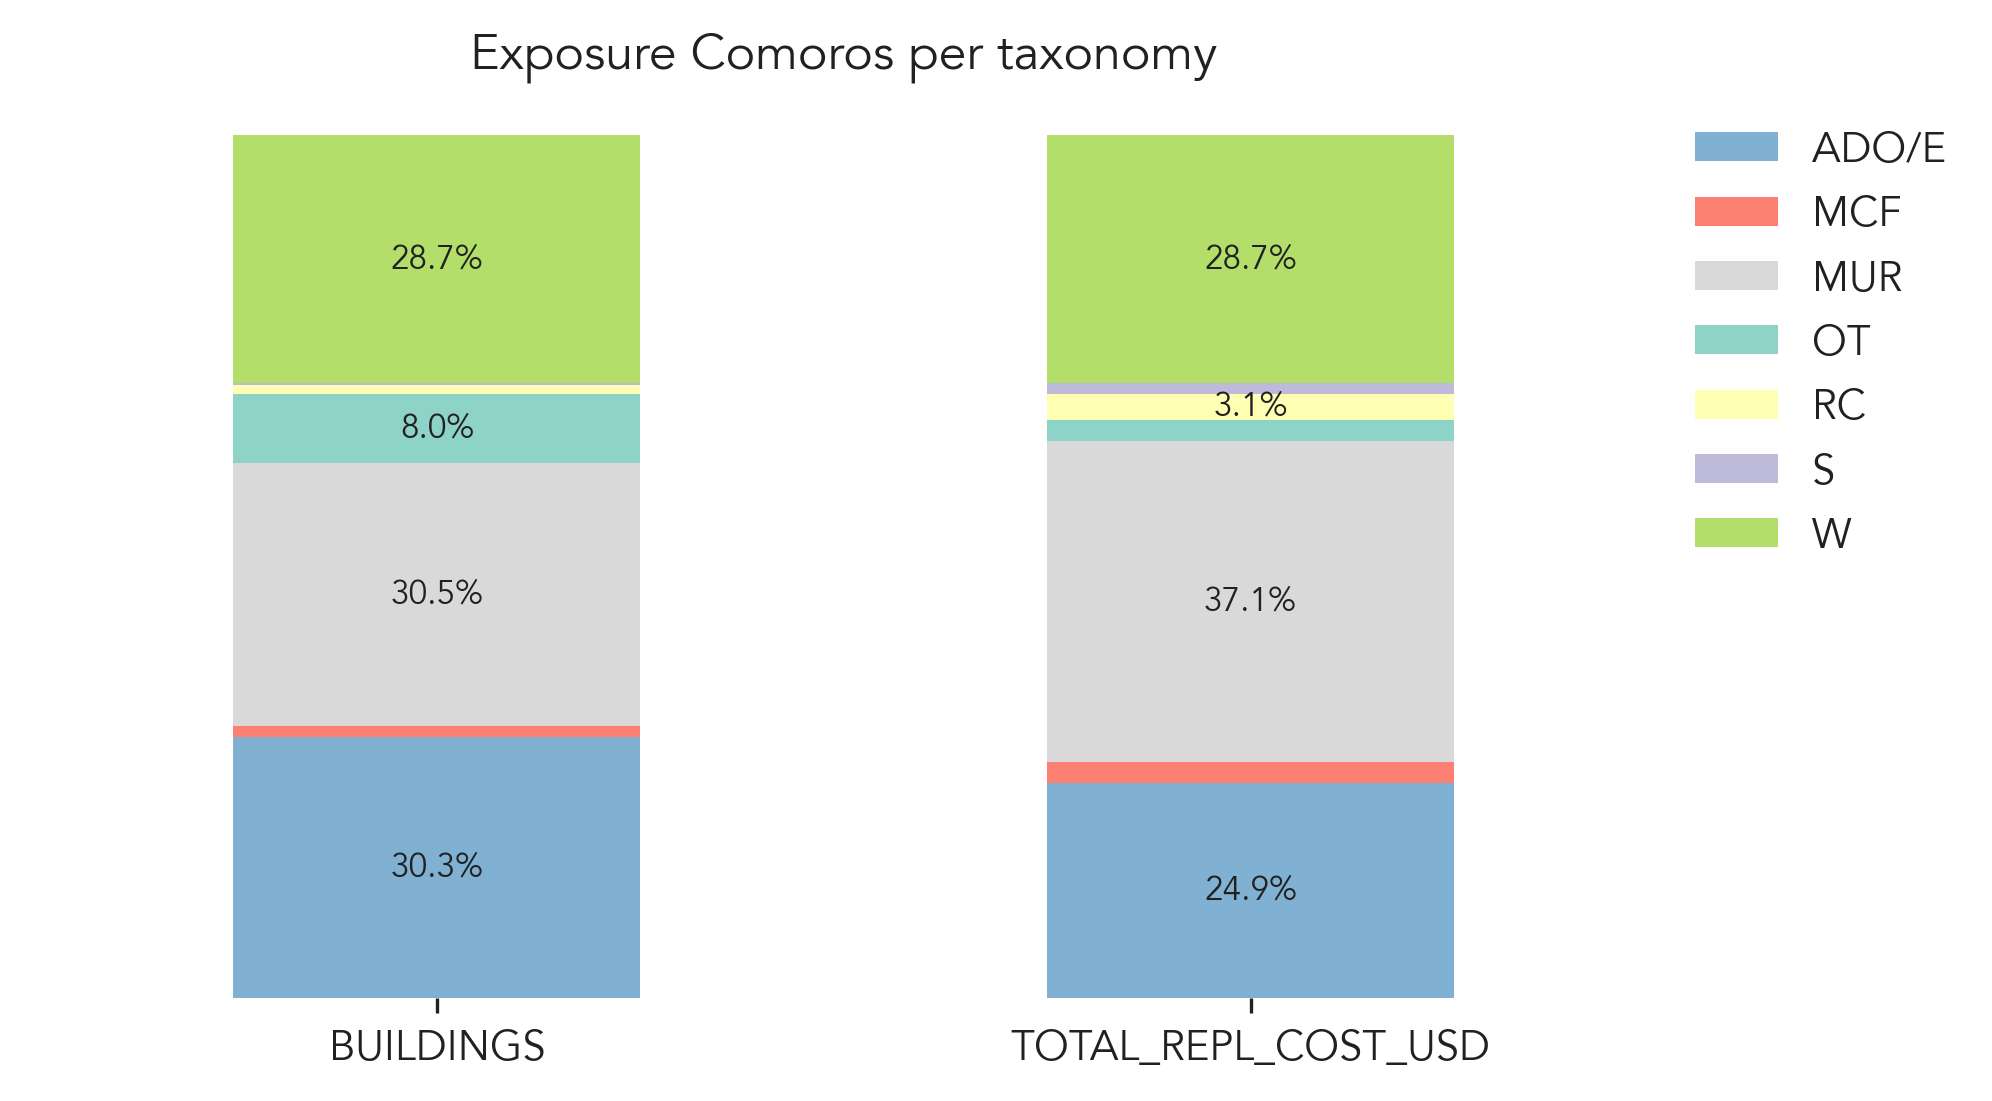 Exposure Comoros per taxonomy
28.7%
8.0%
30.5%
30.3%
28.7%
3.1%
37.1%
24.9%
BUILDINGS
TOTAL_REPL_COST_USD
ADO/E
MCF
MUR
OT
RC
S
W